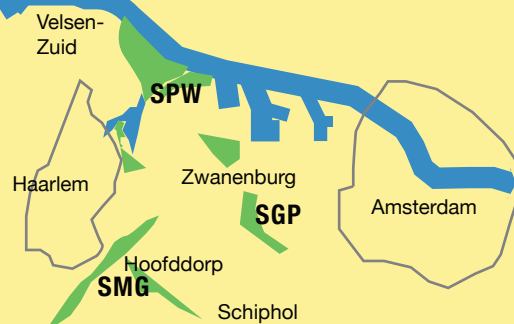 Velsen-
Zuid
SPW
Haarlem
Zwanenburg
Amsterdam
SGP
Hoofddorp
SMG
Schiphol